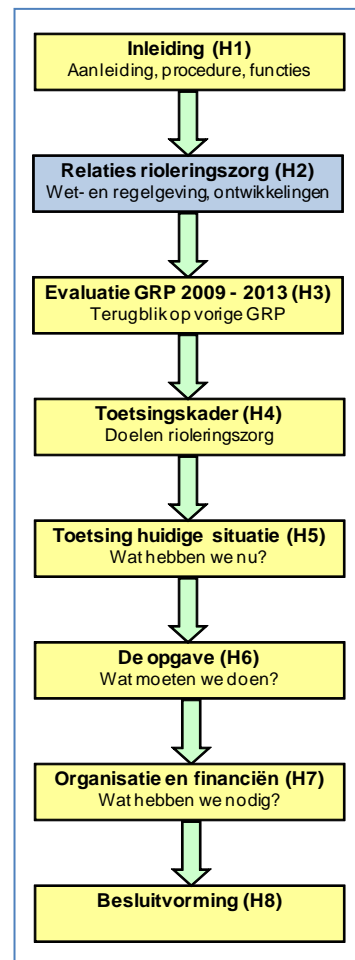 Inleiding (H1)
Aanleiding, procedure, functies
Relaties rioleringszorg (H2)
Wet- en regelgeving, ontwikkelingen
Evaluatie GRP 2009 - 2013 (H3)
Terugblik op vorige GRP
Toetsingskader (H4)
Doelen rioleringszorg
Toetsing huidige situatie (H5)
Wat hebben we nu?
De opgave (H6)
Wat moeten we doen?
Organisatie en financiën (H7)
Wat hebben we nodig?
Besluitvorming (H8)